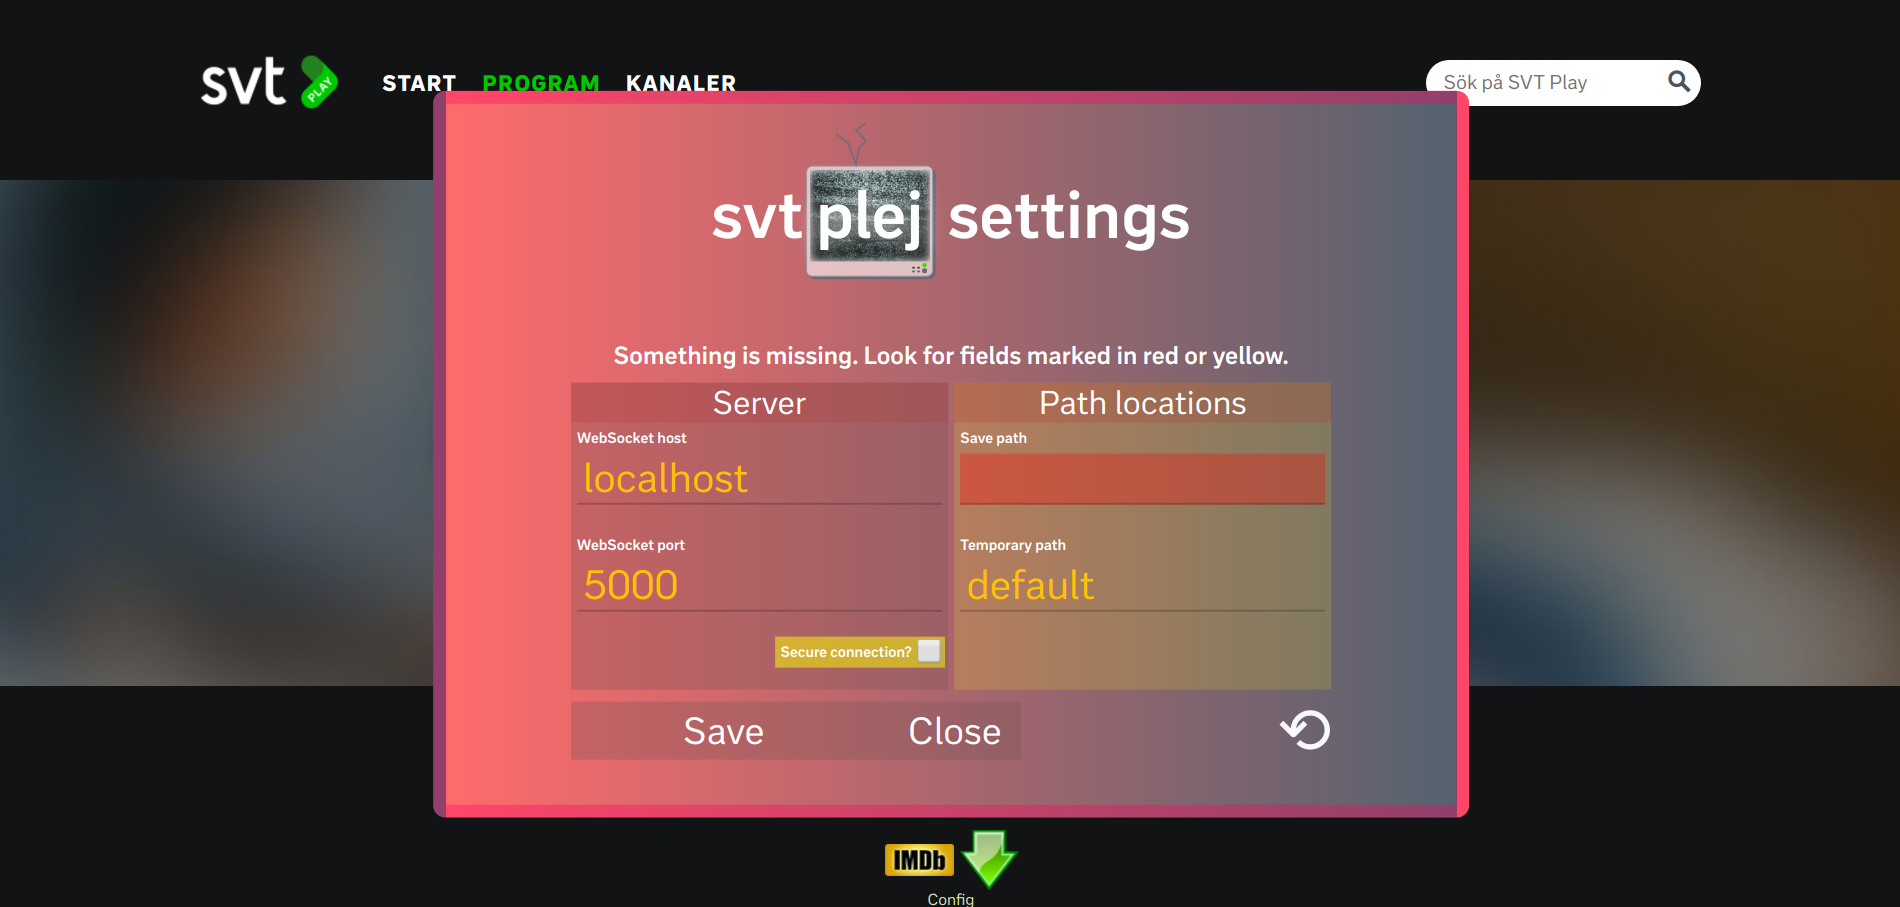 svt PLAY START PROGRAM KANALER Sök på SVT Play
svt plej settings
Something is missing. Look for fields marked in red or yellow.
Server
WebSocket host
localhost
WebSocket port
5000
Secure connection?
Path locations
Save path
Temporary path
default
Save Close
IMDb
Config